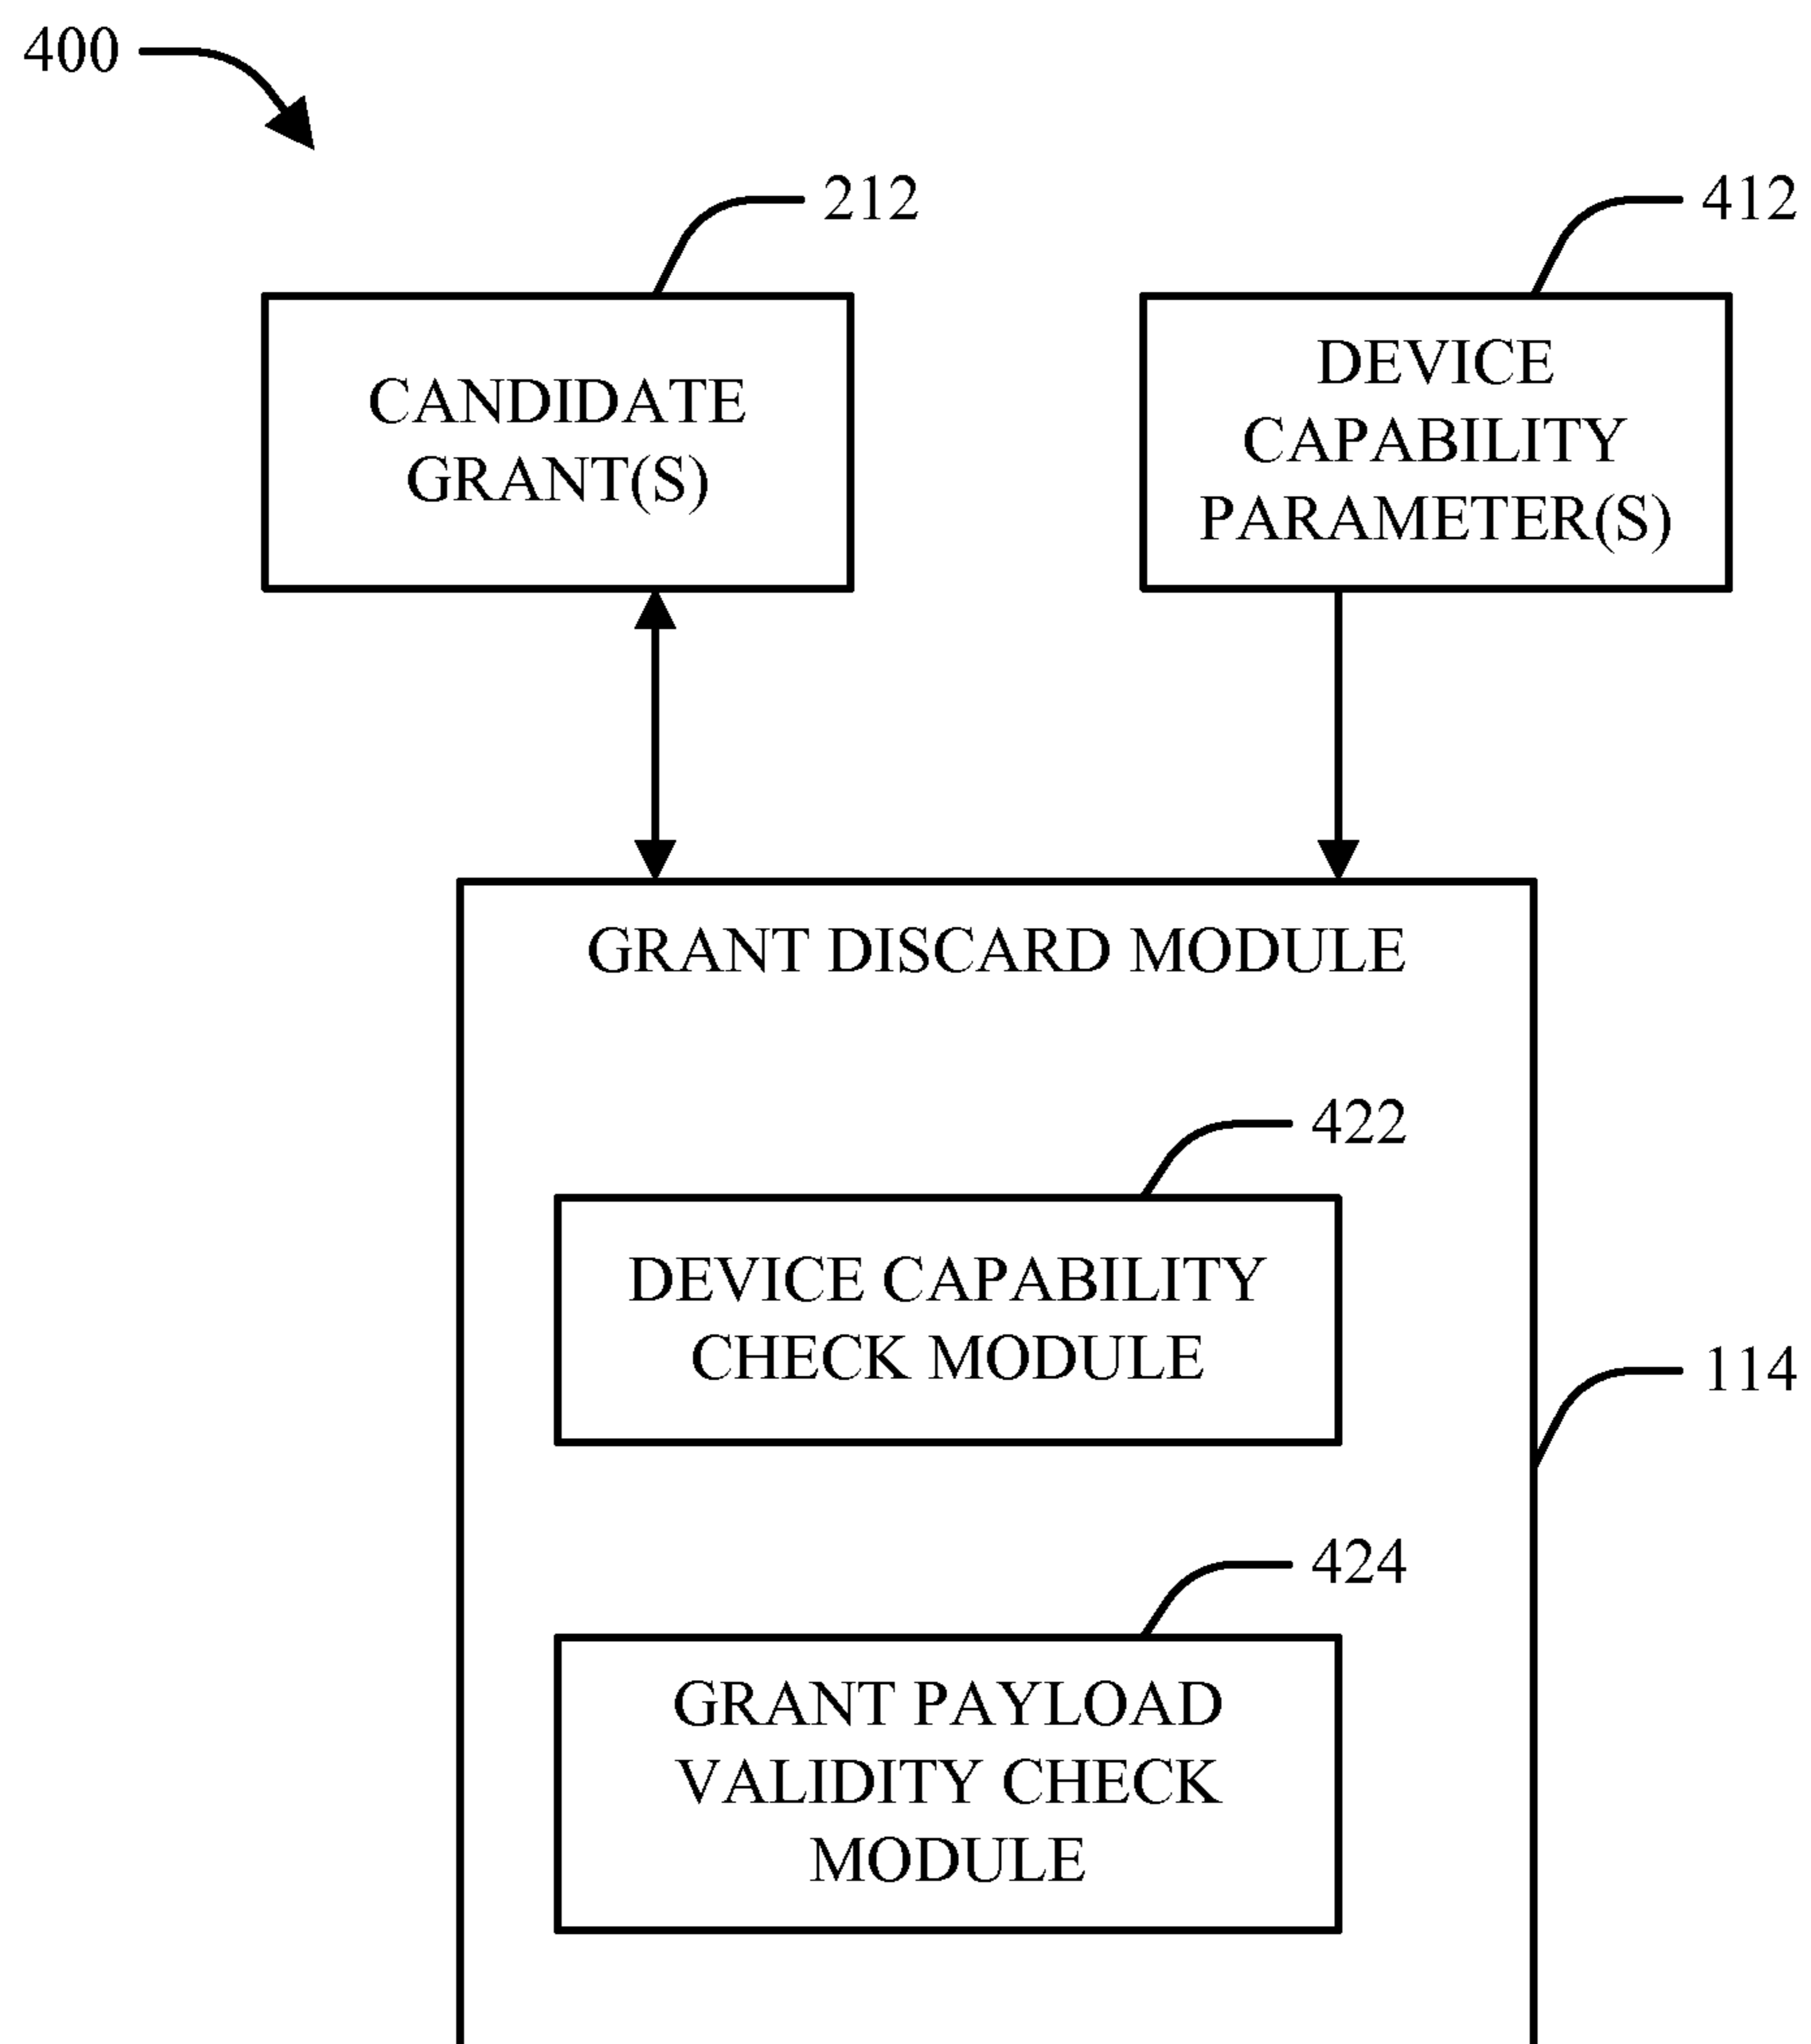 400
212
412
CANDIDATE
GRANT(S)
DEVICE
CAPABILITY
PARAMETER(S)
GRANT DISCARD MODULE
422
DEVICE CAPABILITY
CHECK MODULE
114
424
GRANT PAYLOAD
VALIDITY CHECK
MODULE